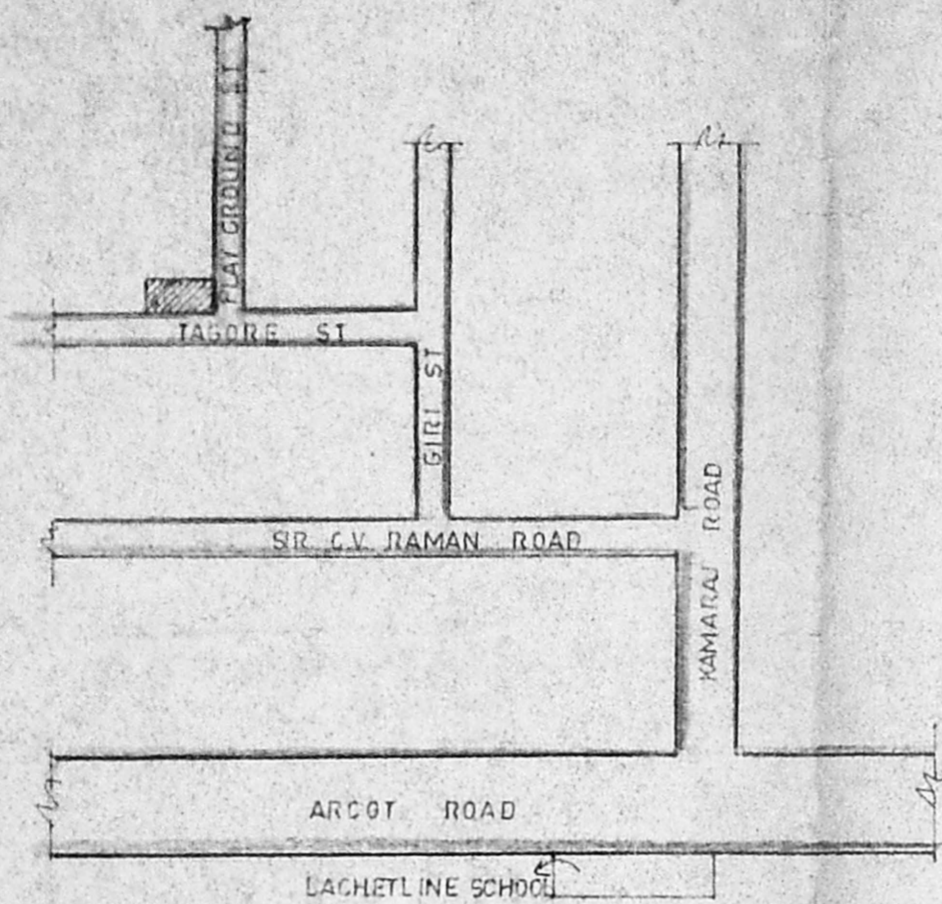 PLAY GROUND ST
TAGORE ST
GIRI ST
SIR C.V. RAMAN ROAD
KAMARAJ ROAD
ARCOT ROAD
LACHETLINE SCHOOL